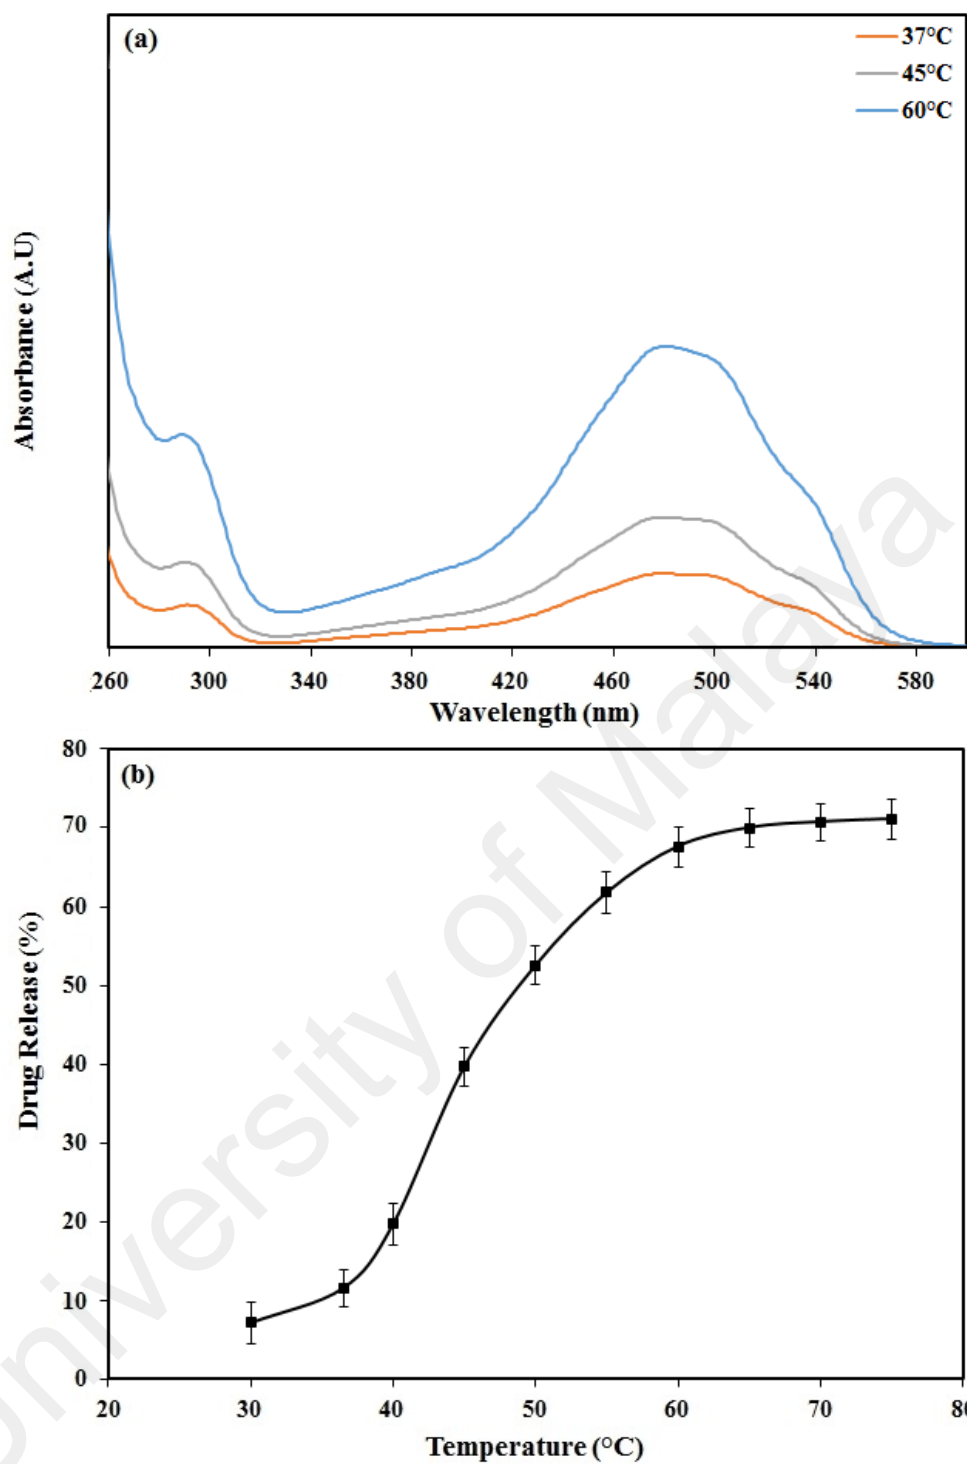 (a)
37°C
45°C
60°C
Absorbance (A.U)
260 300 340 380 420 460 500 540 580
Wavelength (nm)
(b)
80
70
60
50
40
30
20
10
0
Drug Release (%)
20 30 40 50 60 70 80
Temperature (°C)
University of Malaya